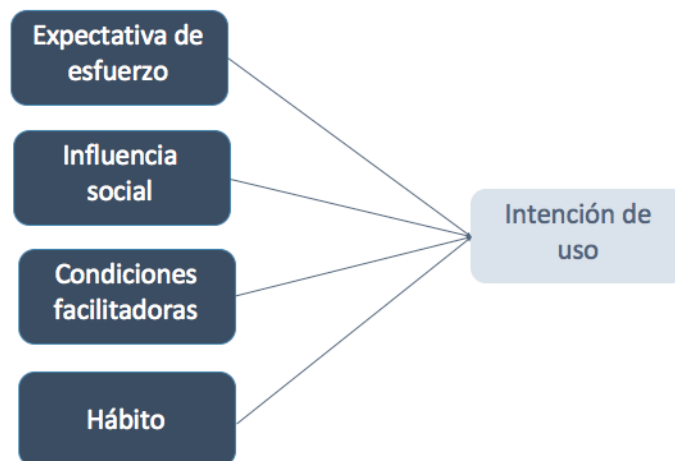 Expectativa de
esfuerzo
Influencia
social
Condiciones
facilitadoras
Hábito
Intención de
uso